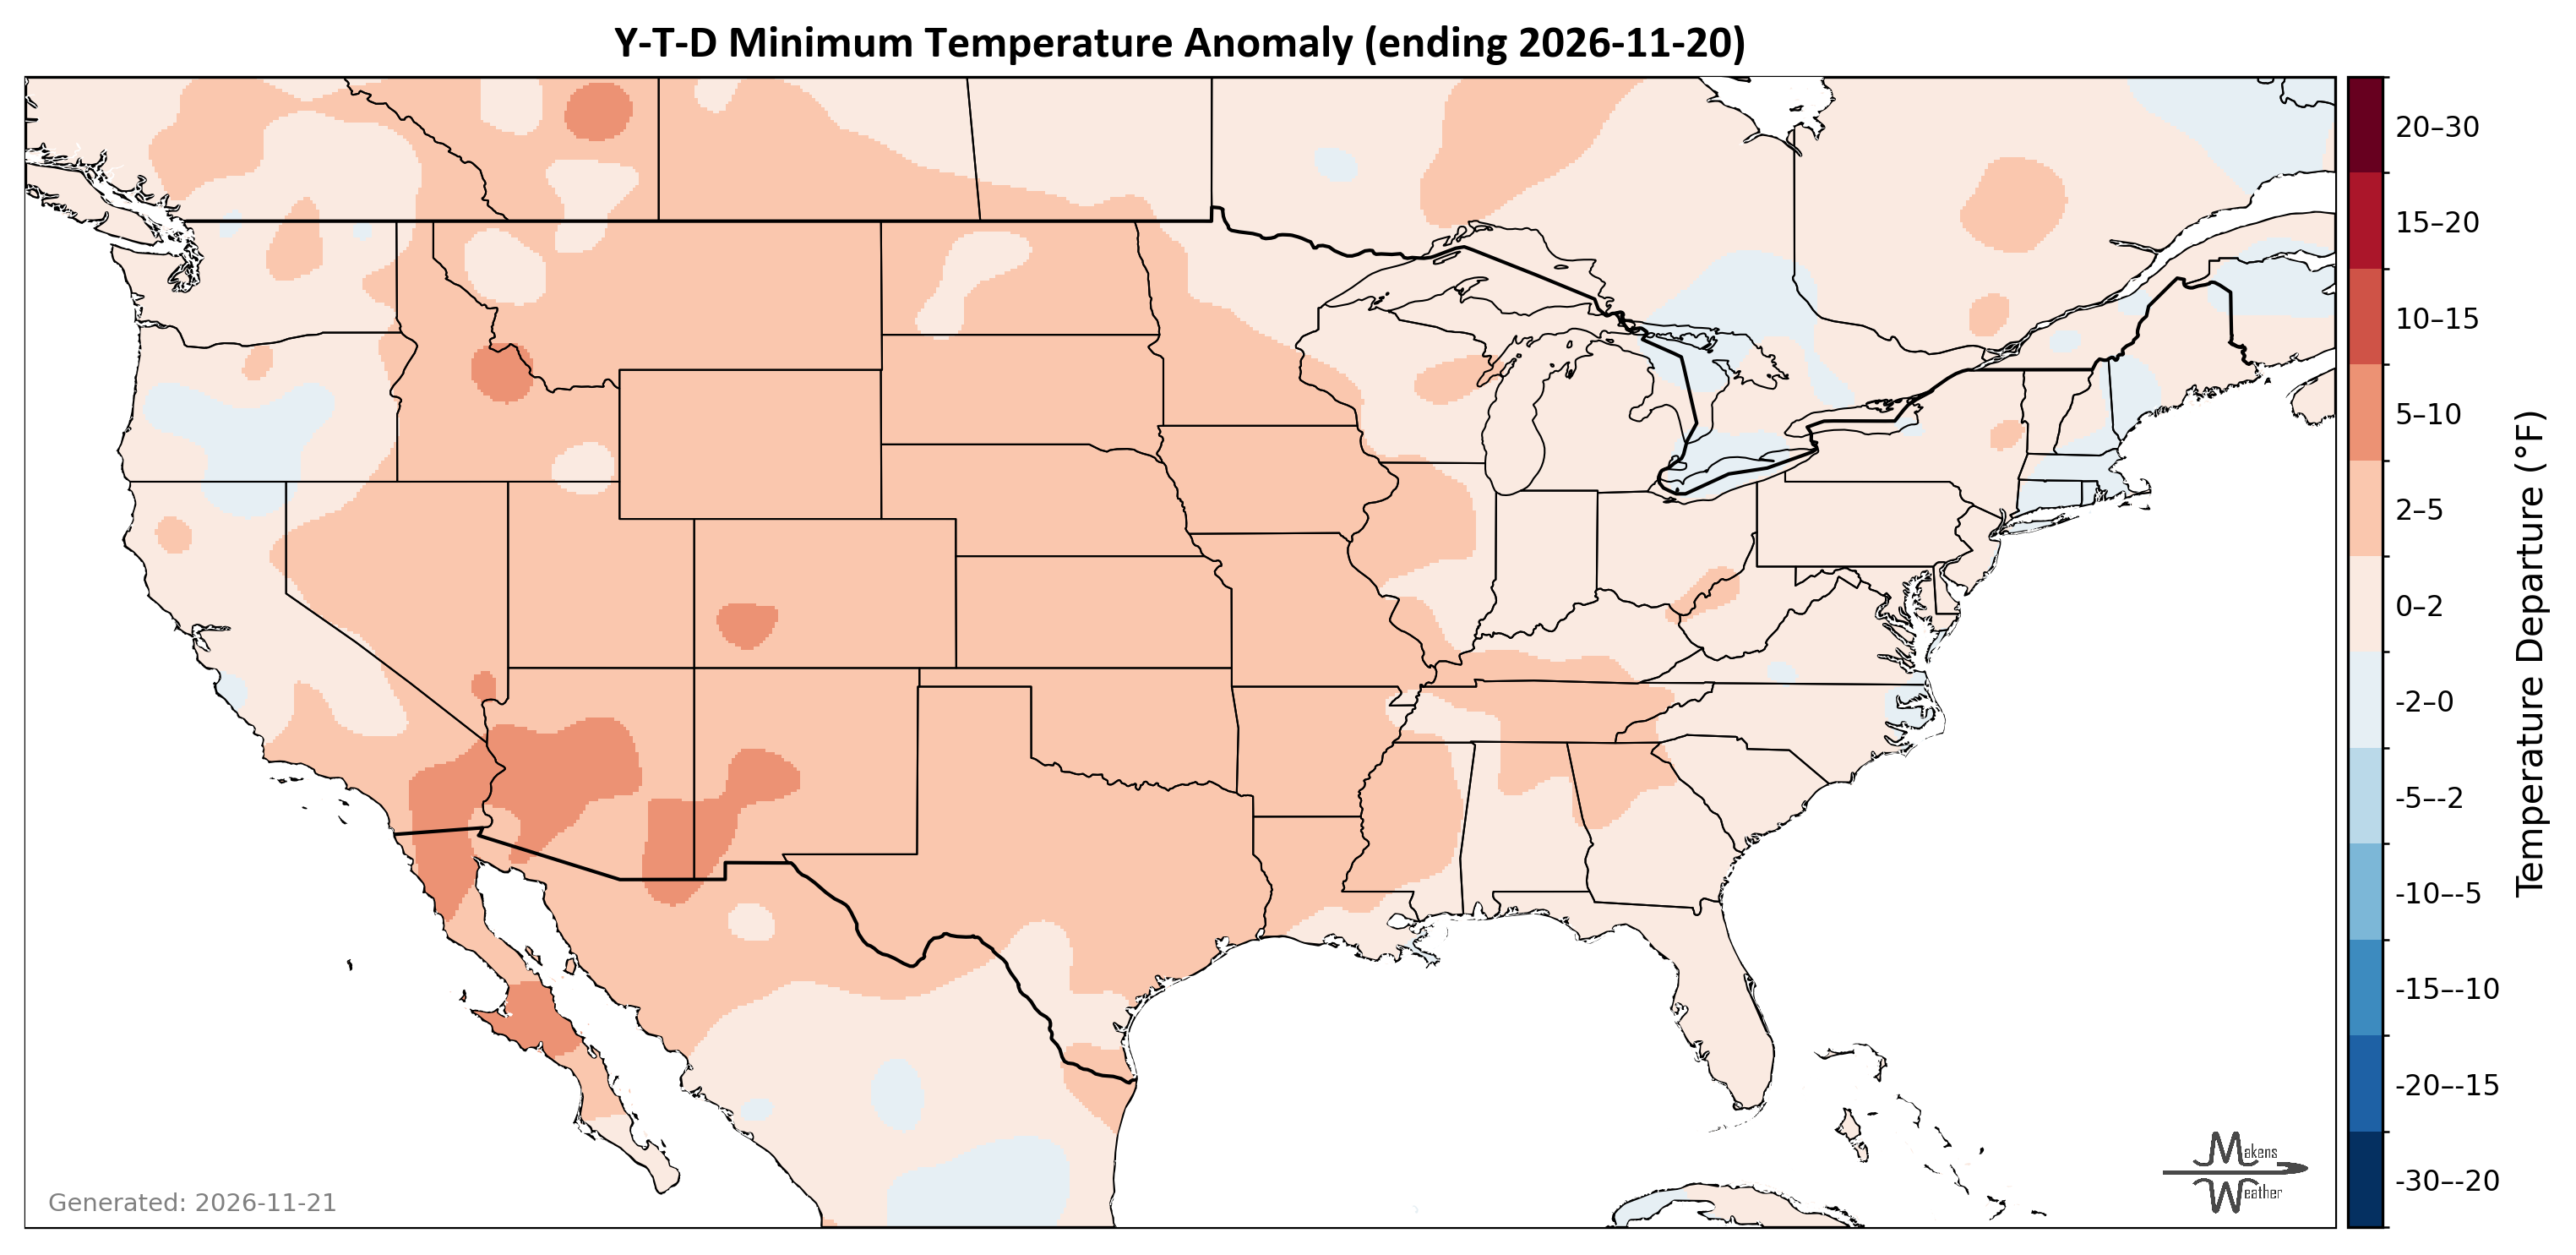 Y-T-D Minimum Temperature Anomaly (ending 2026-11-20)
20–30
15–20
10–15
5–10
2–5
0–2
-2–0
-5–-2
-10–-5
-15–-10
-20–-15
-30–-20
Temperature Departure (°F)
Generated: 2026-11-21
Makens
Weather